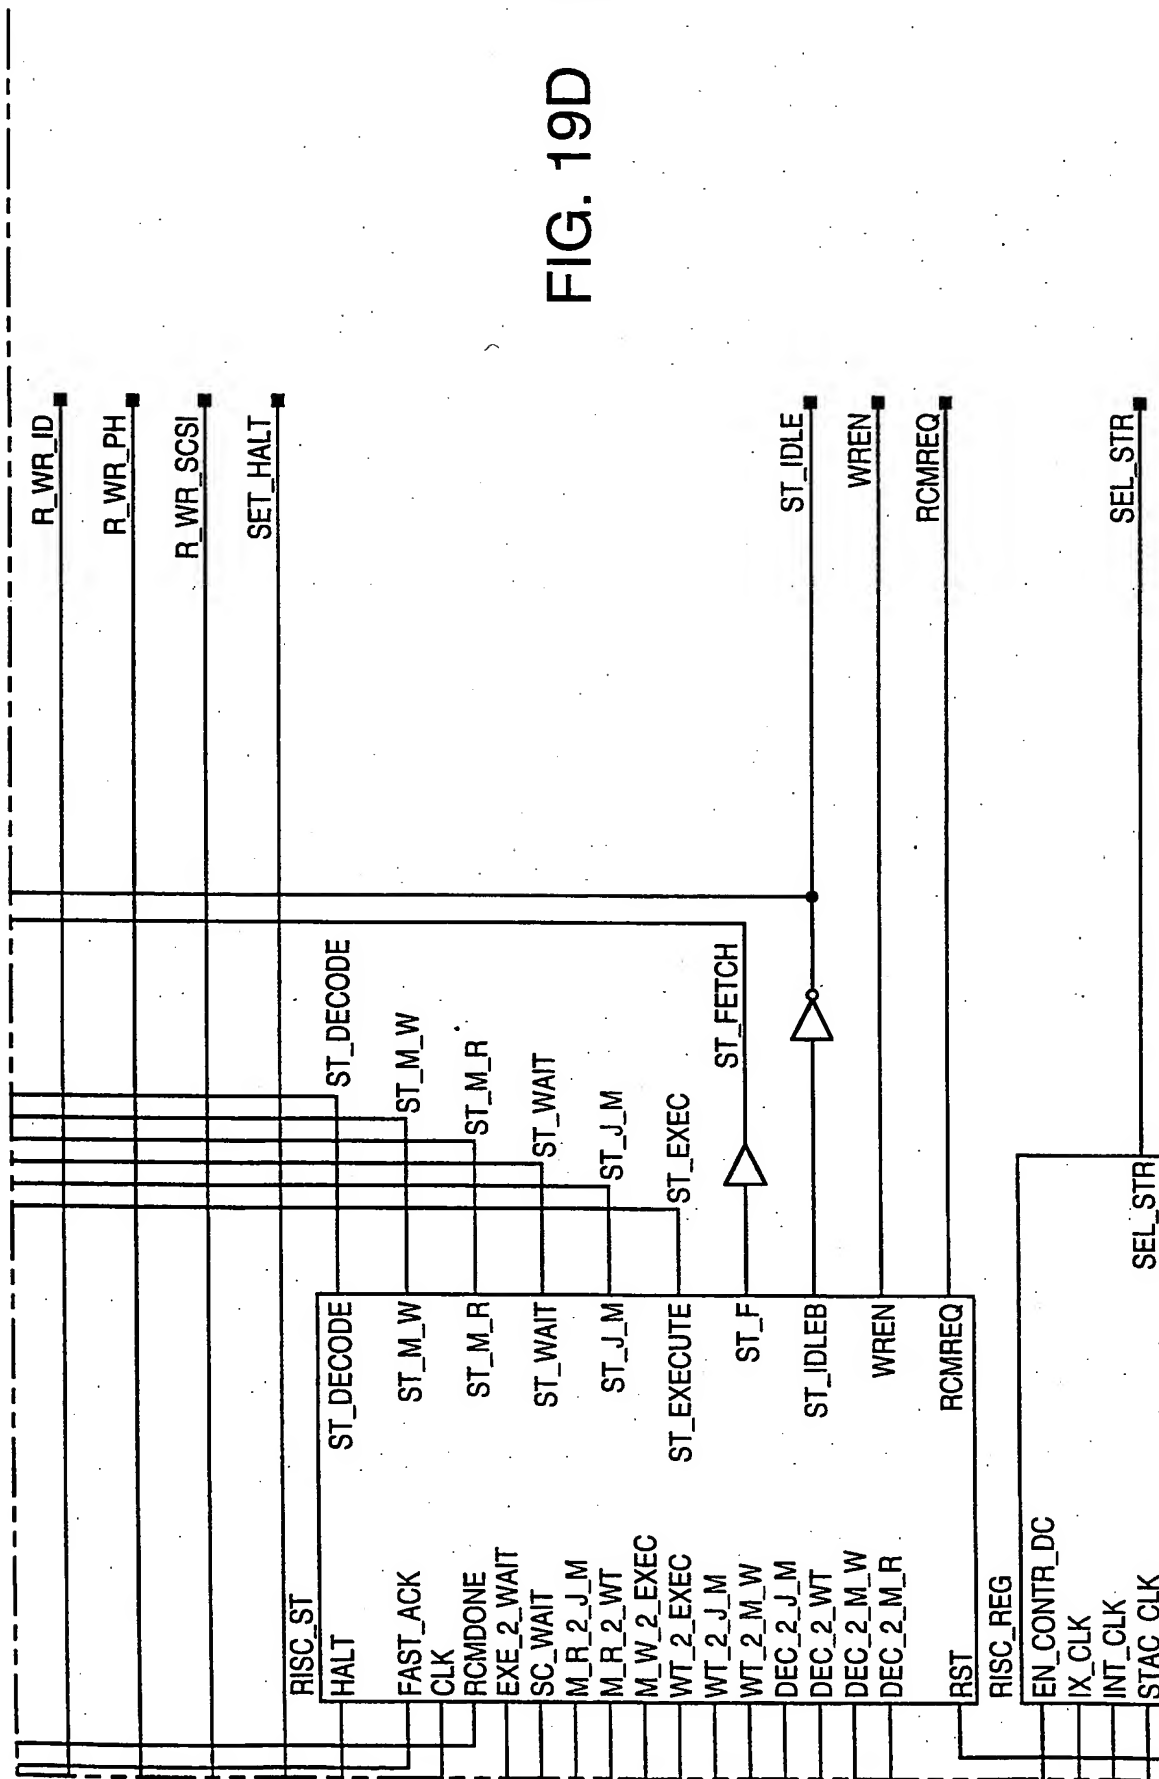 R_WR_ID
R_WR_PH
R_WR_SCSI
SET_HALT
FIG. 19D
RISC_ST
HALT
FAST_ACK
CLK
RCMDONE
EXE_2_WAIT
SC_WAIT
M_R_2_J_M
M_R_2_WT
M_W_2_EXEC
WT_2_EXEC
WT_2_J_M
WT_2_M_W
DEC_2_J_M
DEC_2_WT
DEC_2_M_W
DEC_2_M_R
RST
ST_DECODE
ST_M_W
ST_M_R
ST_WAIT
ST_J_M
ST_EXECUTE
ST_F
ST_IDLEB
WREN
RCMREQ
ST_DECODE
ST_M_W
ST_M_R
ST_WAIT
ST_J_M
ST_EXEC
ST_FETCH
ST_IDLE
WREN
RCMREQ
RISC_REG
EN_CONTR_DC
IX_CLK
INT_CLK
STAC_CLK
SEL_STR
SEL_STR